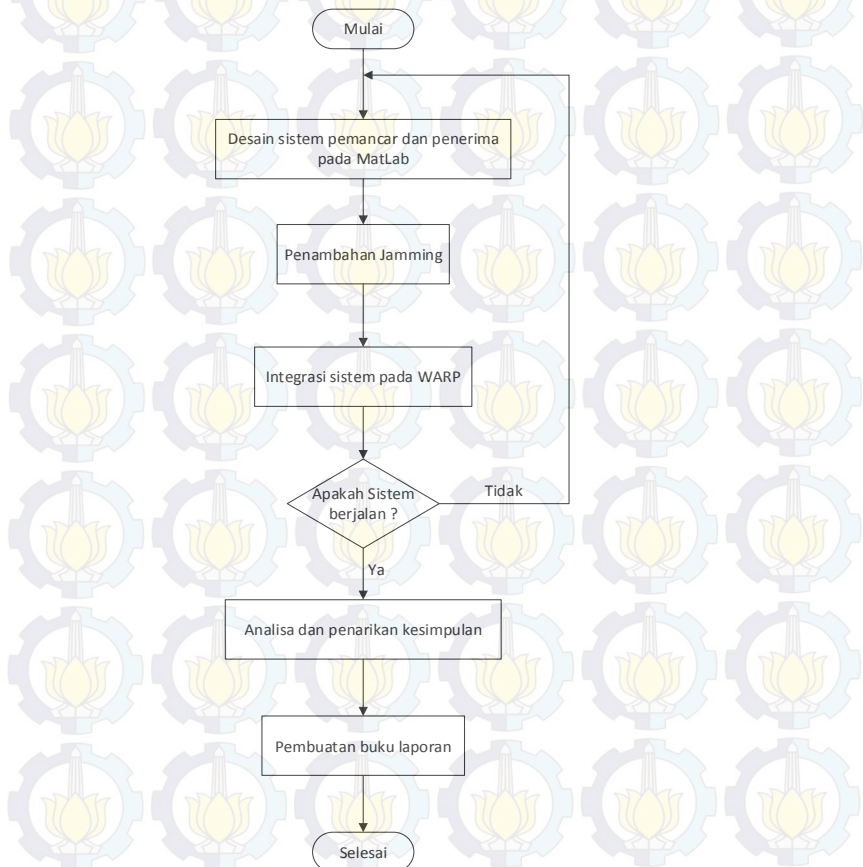 Mulai
Desain sistem pemancar dan penerima
pada MatLab
Penambahan Jamming
Integrasi sistem pada WARP
Apakah Sistem
berjalan ?
Tidak
Ya
Analisa dan penarikan kesimpulan
Pembuatan buku laporan
Selesai